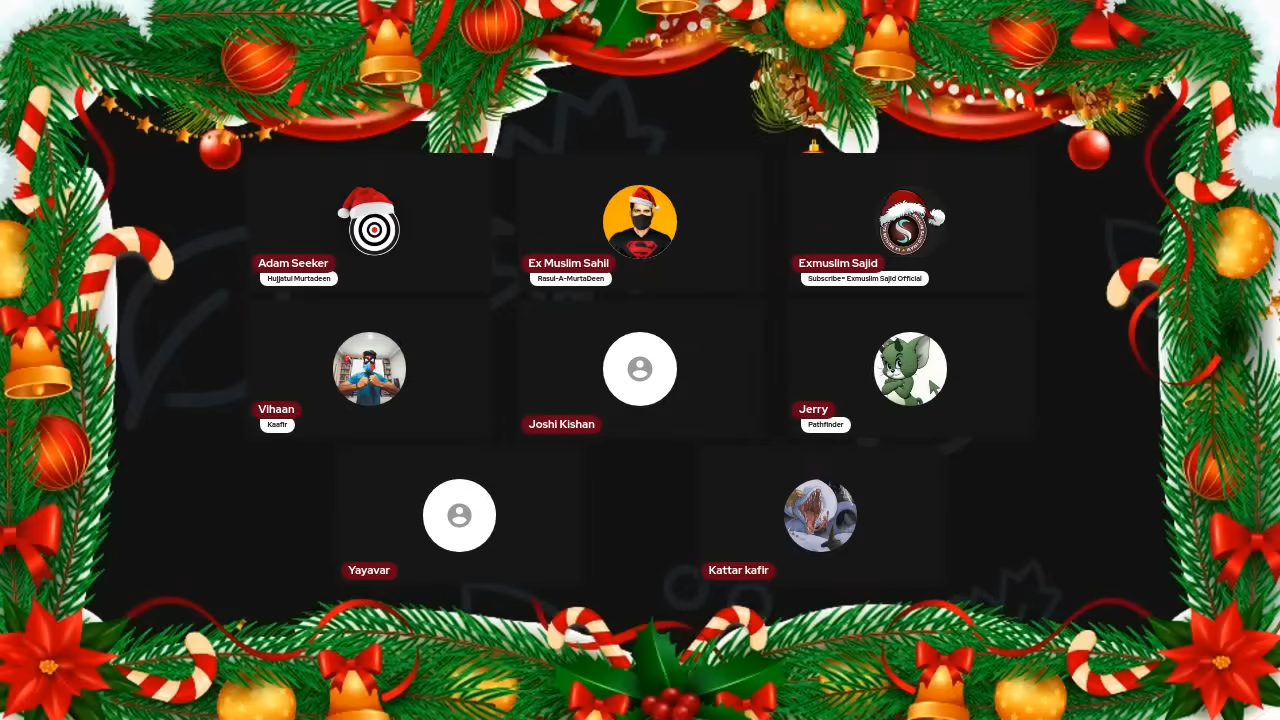 Adam Seeker
Hujjatul Murtadeen
Ex Muslim Sahil
Rasul-A-MurtaDeen
Exmuslim Sajid
Subscribe= Exmuslim Sajid Official
Vihaan
Kaafir
Joshi Kishan
Jerry
Pathfinder
Yayavar
Kattar kafir